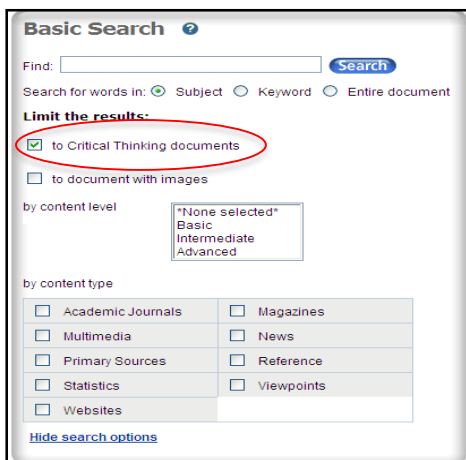 Basic Search ?
Find: Search
Search for words in: Subject Keyword Entire document
Limit the results:
to Critical Thinking documents
to document with images
by content level
*None selected*
Basic
Intermediate
Advanced
by content type
Academic Journals Magazines
Multimedia News
Primary Sources Reference
Statistics Viewpoints
Websites
Hide search options